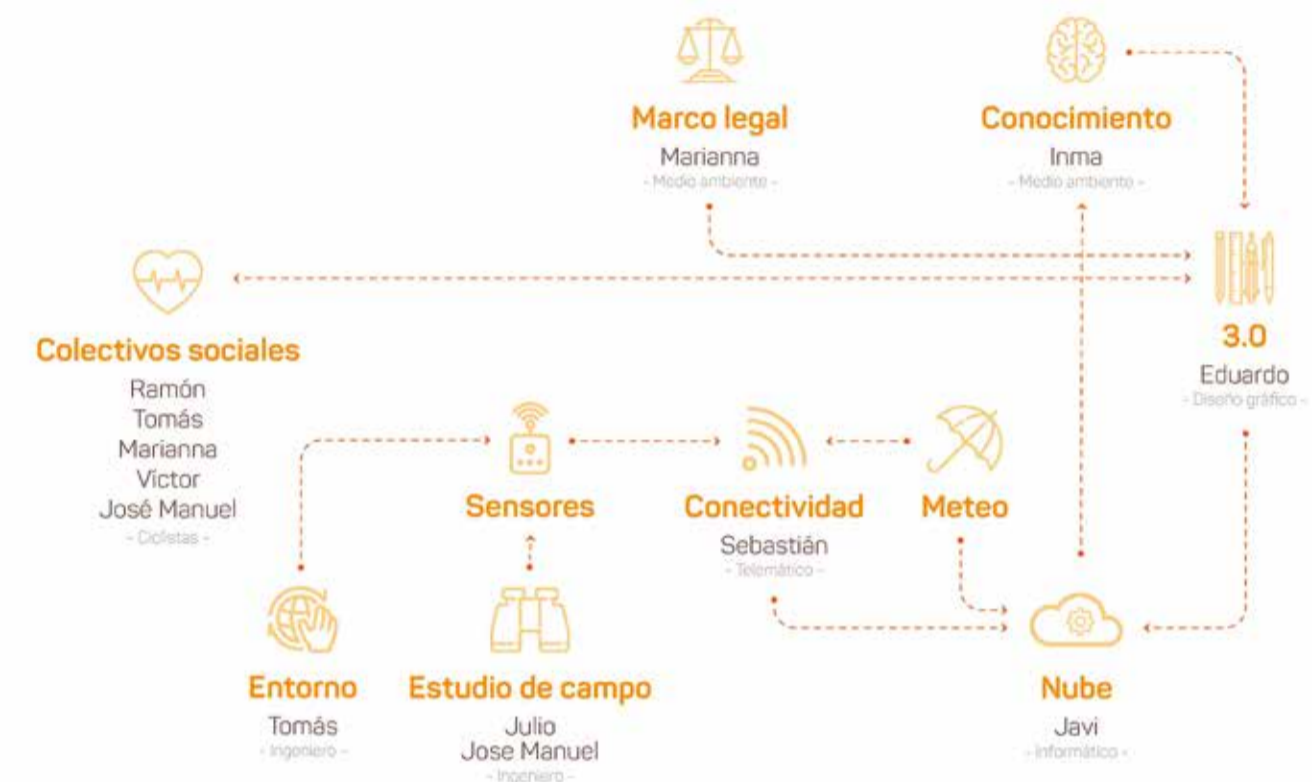 Marco legal
Marianna
- Medio ambiente -
Conocimiento
Inma
- Medio ambiente -
Colectivos sociales
Ramón
Tomás
Marianna
Victor
José Manuel
- Ciclistas -
3.0
Eduardo
- Diseño gráfico -
Sensores
Conectividad
Sebastián
- Telemático -
Meteo
Entorno
Tomás
- Ingeniero -
Estudio de campo
Julio
Jose Manuel
- Ingeniero -
Nube
Javi
- Informático -